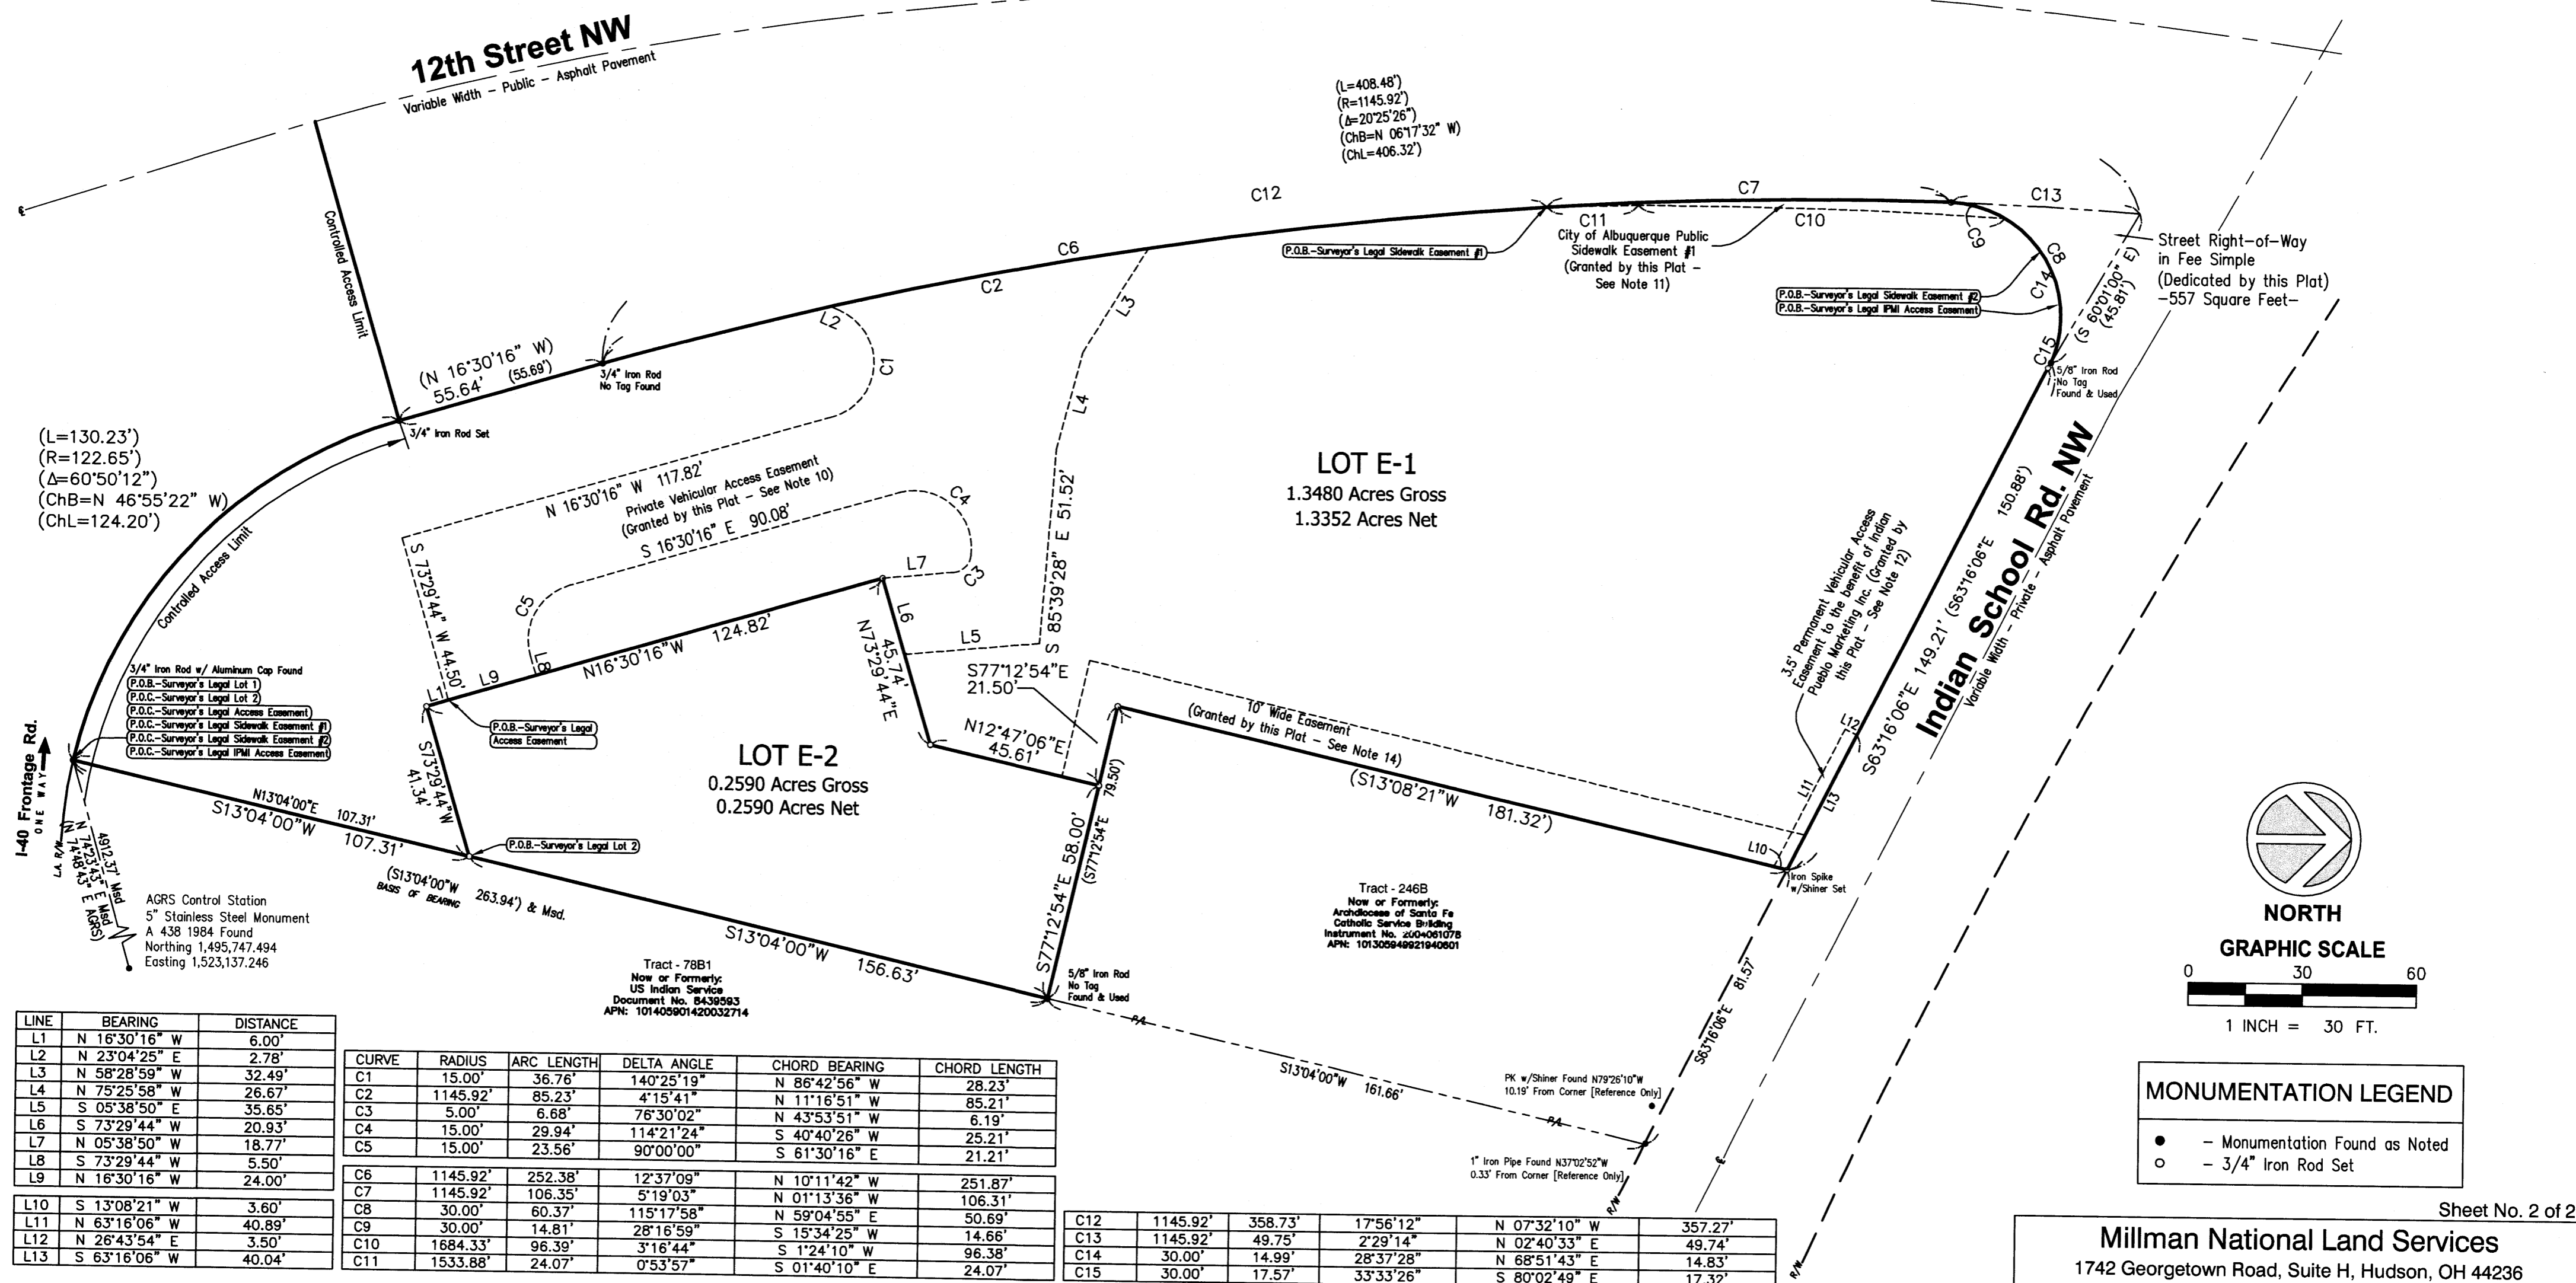 12th Street NW
Variable Width - Public - Asphalt Pavement
℄
Controlled Access Limit
(L=408.48')
(R=1145.92')
(Δ=20°25'26")
(ChB=N 06°17'32" W)
(ChL=406.32')
C12
C7
C13
C11
C10
C9
C8
C14
C15
C6
C2
P.O.B.-Surveyor's Legal Sidewalk Easement #1
City of Albuquerque Public
Sidewalk Easement #1
(Granted by this Plat -
See Note 11)
P.O.B.-Surveyor's Legal Sidewalk Easement #2
P.O.B.-Surveyor's Legal IPMI Access Easement
Street Right-of-Way
in Fee Simple
(Dedicated by this Plat)
-557 Square Feet-
(S 60°01'00" E)
(45.81')
5/8" Iron Rod
No Tag
Found & Used
(N 16°30'16" W)
55.64' (55.69')
3/4" Iron Rod
No Tag Found
3/4" Iron Rod Set
L2
C1
L3
L4
(L=130.23')
(R=122.65')
(Δ=60°50'12")
(ChB=N 46°55'22" W)
(ChL=124.20')
Controlled Access Limit
N 16°30'16" W 117.82'
Private Vehicular Access Easement
(Granted by this Plat - See Note 10)
S 16°30'16" E 90.08'
C4
C3
L7
C5
S 73°29'44" W 44.50'
S 85°39'28" E 51.52'
LOT E-1
1.3480 Acres Gross
1.3352 Acres Net
L1
L9
L8
N16°30'16"W 124.82'
L6
45.74'
N73°29'44"E
L5
S77°12'54"E
21.50'
N12°47'06"E
45.61'
3/4" Iron Rod w/ Aluminum Cap Found
P.O.B.-Surveyor's Legal Lot 1
P.O.C.-Surveyor's Legal Lot 2
P.O.C.-Surveyor's Legal Access Easement
P.O.C.-Surveyor's Legal Sidewalk Easement #1
P.O.C.-Surveyor's Legal Sidewalk Easement #2
P.O.C.-Surveyor's Legal IPMI Access Easement
P.O.B.-Surveyor's Legal
Access Easement
I-40 Frontage Rd.
ONE WAY
L.A. R/W
S73°29'44"W
41.34'
LOT E-2
0.2590 Acres Gross
0.2590 Acres Net
10' Wide Easement
(Granted by this Plat - See Note 14)
(S13°08'21"W 181.32')
3.5' Permanent Vehicular Access
Easement to the benefit of Indian
Pueblo Marketing Inc. (Granted by
this Plat - See Note 12)
S63°16'06"E 149.21' (S63°16'06"E 150.88')
Indian School Rd. NW
Variable Width - Private - Asphalt Pavement
L12
L11
L13
L10
Iron Spike
w/Shiner Set
N13°04'00"E 107.31'
S13°04'00"W 107.31'
P.O.B.-Surveyor's Legal Lot 2
(S13°04'00"W 263.94') & Msd.
BASIS OF BEARING
4912.37' Msd
N 74°23'43" E Msd
(N 74°48'43" E AGRS)
AGRS Control Station
5" Stainless Steel Monument
A 438 1984 Found
Northing 1,495,747.494
Easting 1,523,137.246
S13°04'00"W 156.63'
S77°12'54"E 58.00'
(S77°12'54"E 79.50')
5/8" Iron Rod
No Tag
Found & Used
Tract - 78B1
Now or Formerly:
US Indian Service
Document No. 8439593
APN: 101405901420032714
Tract - 246B
Now or Formerly:
Archdiocese of Santa Fe
Catholic Service Building
Instrument No. 2004061078
APN: 101305949921940601
P/L
S13°04'00"W 161.66'
P/L
S63°16'06"E 81.57'
PK w/Shiner Found N79°26'10"W
10.19' From Corner [Reference Only]
1" Iron Pipe Found N37°02'52"W
0.33' From Corner [Reference Only]
R/W
℄
R/W
NORTH
GRAPHIC SCALE
0 30 60
1 INCH = 30 FT.
MONUMENTATION LEGEND
● - Monumentation Found as Noted
○ - 3/4" Iron Rod Set
LINE BEARING DISTANCE
L1 N 16°30'16" W 6.00'
L2 N 23°04'25" E 2.78'
L3 N 58°28'59" W 32.49'
L4 N 75°25'58" W 26.67'
L5 S 05°38'50" E 35.65'
L6 S 73°29'44" W 20.93'
L7 N 05°38'50" W 18.77'
L8 S 73°29'44" W 5.50'
L9 N 16°30'16" W 24.00'
L10 S 13°08'21" W 3.60'
L11 N 63°16'06" W 40.89'
L12 N 26°43'54" E 3.50'
L13 S 63°16'06" W 40.04'
CURVE RADIUS ARC LENGTH DELTA ANGLE CHORD BEARING CHORD LENGTH
C1 15.00' 36.76' 140°25'19" N 86°42'56" W 28.23'
C2 1145.92' 85.23' 4°15'41" N 11°16'51" W 85.21'
C3 5.00' 6.68' 76°30'02" N 43°53'51" W 6.19'
C4 15.00' 29.94' 114°21'24" S 40°40'26" W 25.21'
C5 15.00' 23.56' 90°00'00" S 61°30'16" E 21.21'
C6 1145.92' 252.38' 12°37'09" N 10°11'42" W 251.87'
C7 1145.92' 106.35' 5°19'03" N 01°13'36" W 106.31'
C8 30.00' 60.37' 115°17'58" N 59°04'55" E 50.69'
C9 30.00' 14.81' 28°16'59" S 15°34'25" W 14.66'
C10 1684.33' 96.39' 3°16'44" S 1°24'10" W 96.38'
C11 1533.88' 24.07' 0°53'57" S 01°40'10" E 24.07'
C12 1145.92' 358.73' 17°56'12" N 07°32'10" W 357.27'
C13 1145.92' 49.75' 2°29'14" N 02°40'33" E 49.74'
C14 30.00' 14.99' 28°37'28" N 68°51'43" E 14.83'
C15 30.00' 17.57' 33°33'26" S 80°02'49" E 17.32'
Sheet No. 2 of 2
Millman National Land Services
1742 Georgetown Road, Suite H, Hudson, OH 44236